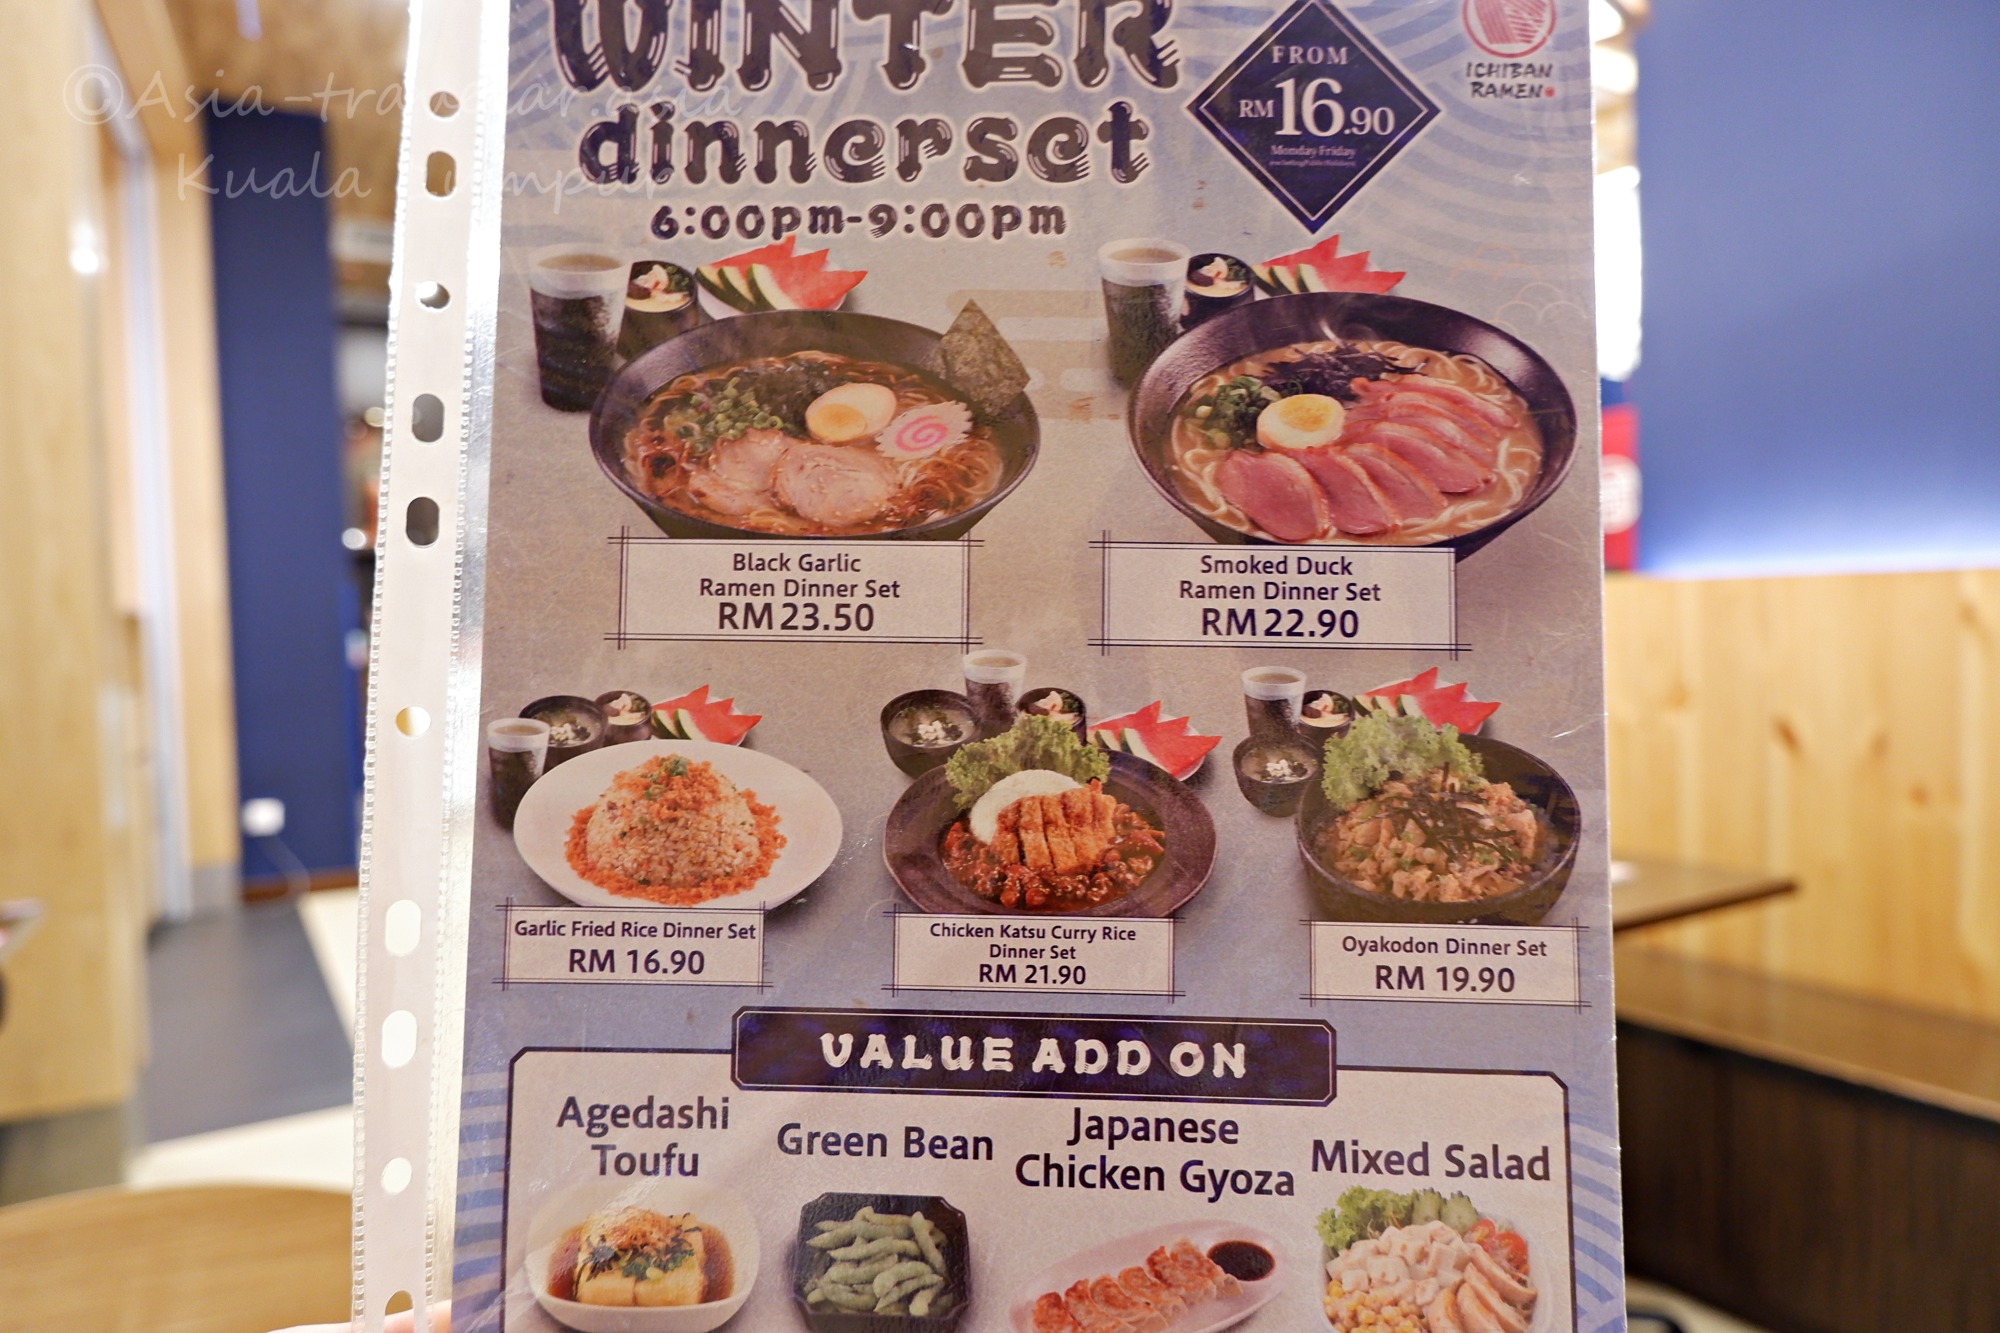 ©Asia-travelar.asia
Kuala Lumpur
WINTER
dinnerset
6:00pm-9:00pm
FROM
RM 16.90
Monday Friday
ICHIBAN
RAMEN
Black Garlic
Ramen Dinner Set
RM 23.50
Smoked Duck
Ramen Dinner Set
RM 22.90
Garlic Fried Rice Dinner Set
RM 16.90
Chicken Katsu Curry Rice
Dinner Set
RM 21.90
Oyakodon Dinner Set
RM 19.90
VALUE ADD ON
Agedashi
Toufu
Green Bean
Japanese
Chicken Gyoza
Mixed Salad